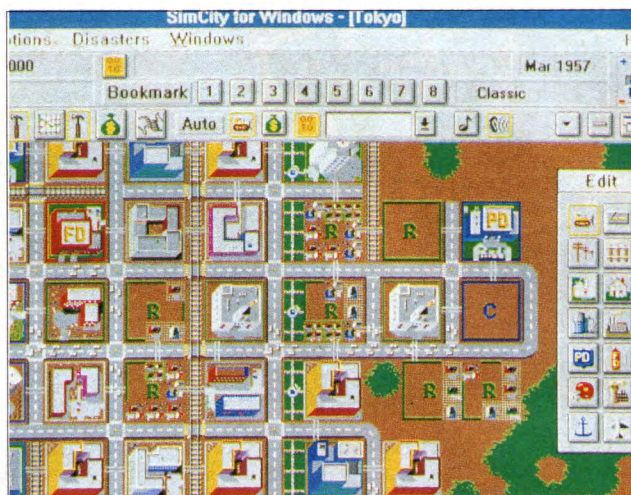 SimCity for Windows - [Tokyo]
Disasters Windows
000
Mar 1957
Bookmark 1 2 3 4 5 6 7 8 Classic
Auto
Edit
FD
R
R
PD
R
R
C
R
R
R
PD